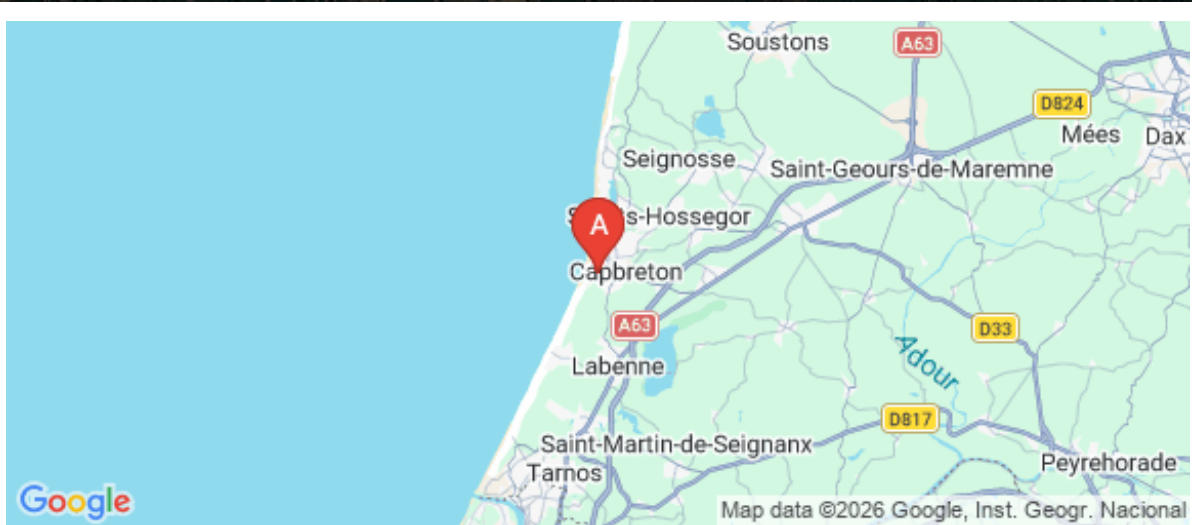 Soustons
A63
D824
Mées
Dax
Seignosse
Saint-Geours-de-Maremne
s-Hossegor
A
Capbreton
A63
D33
Adour
Labenne
D817
Saint-Martin-de-Seignanx
Tarnos
Peyrehorade
Google
Map data ©2026 Google, Inst. Geogr. Nacional